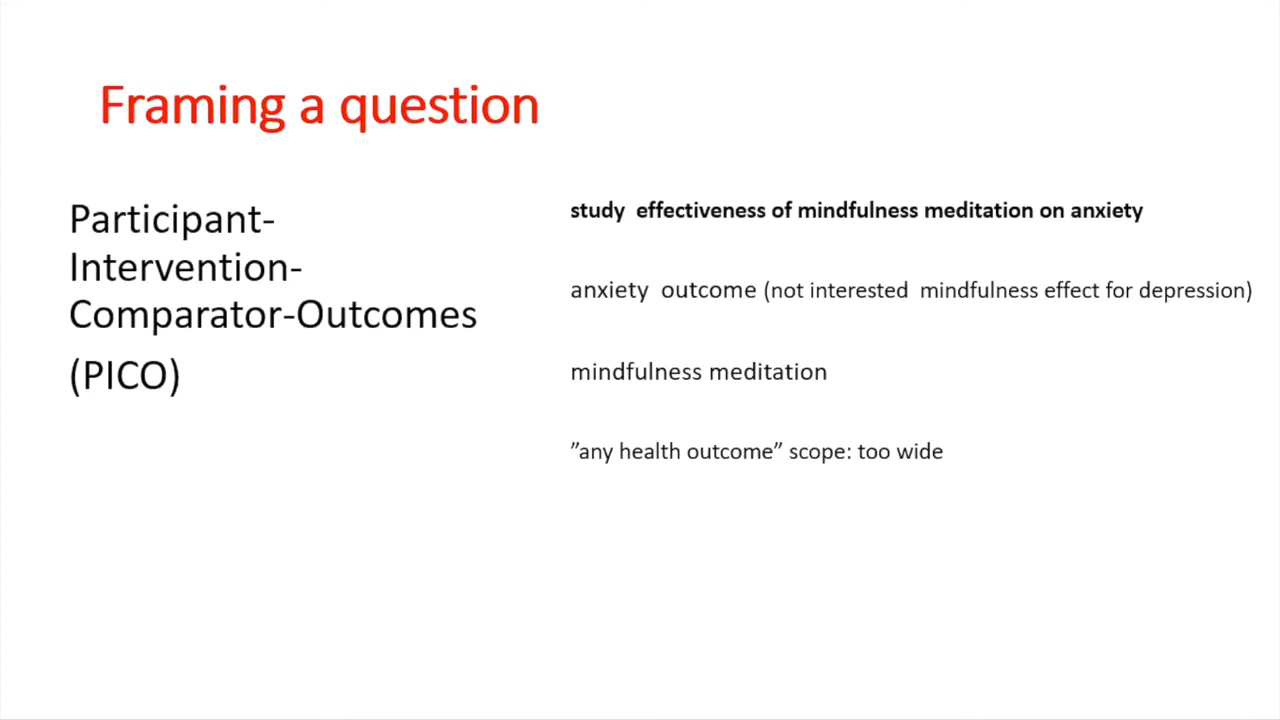 Framing a question
Participant-
Intervention-
Comparator-Outcomes
(PICO)
study  effectiveness of mindfulness meditation on anxiety
anxiety  outcome (not interested  mindfulness effect for depression)
mindfulness meditation
”any health outcome” scope: too wide